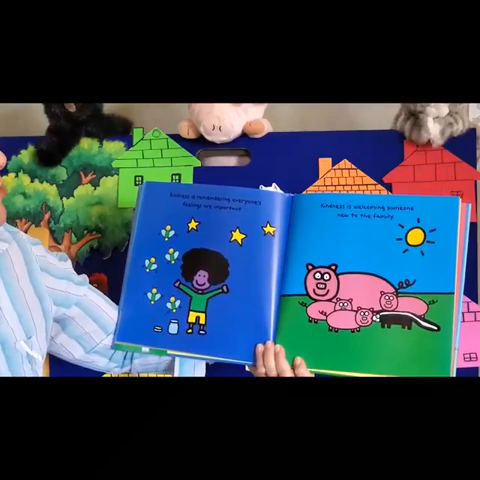 Kindness is remembering everyone's
feelings are important.
Kindness is welcoming someone
new to the family.